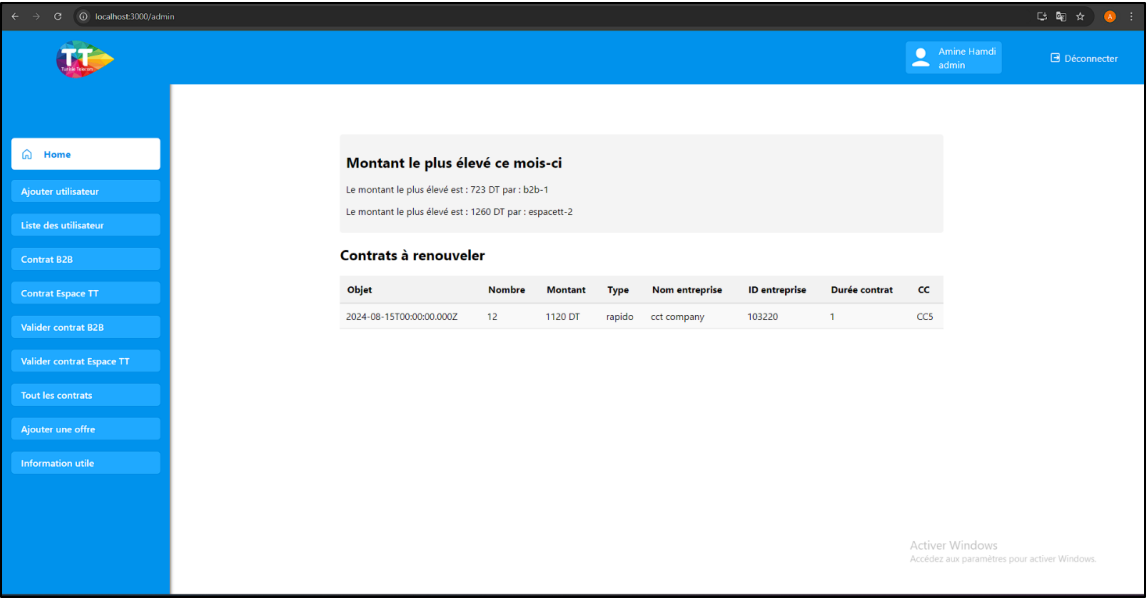 localhost:3000/admin
A
TT
Tunisie Telecom
Amine Hamdi
admin
Déconnecter
Home
Ajouter utilisateur
Liste des utilisateur
Contrat B2B
Contrat Espace TT
Valider contrat B2B
Valider contrat Espace TT
Tout les contrats
Ajouter une offre
Information utile
Montant le plus élevé ce mois-ci
Le montant le plus élevé est : 723 DT par : b2b-1
Le montant le plus élevé est : 1260 DT par : espacett-2
Contrats à renouveler
Objet Nombre Montant Type Nom entreprise ID entreprise Durée contrat CC
2024-08-15T00:00:00.000Z 12 1120 DT rapido cct company 103220 1 CC5
Activer Windows
Accédez aux paramètres pour activer Windows.